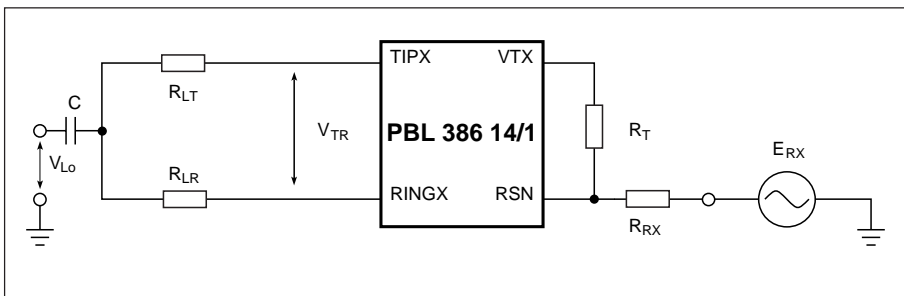 TIPX
VTX
C
R_LT
V_TR
PBL 386 14/1
R_T
E_RX
V_Lo
R_LR
RINGX
RSN
R_RX